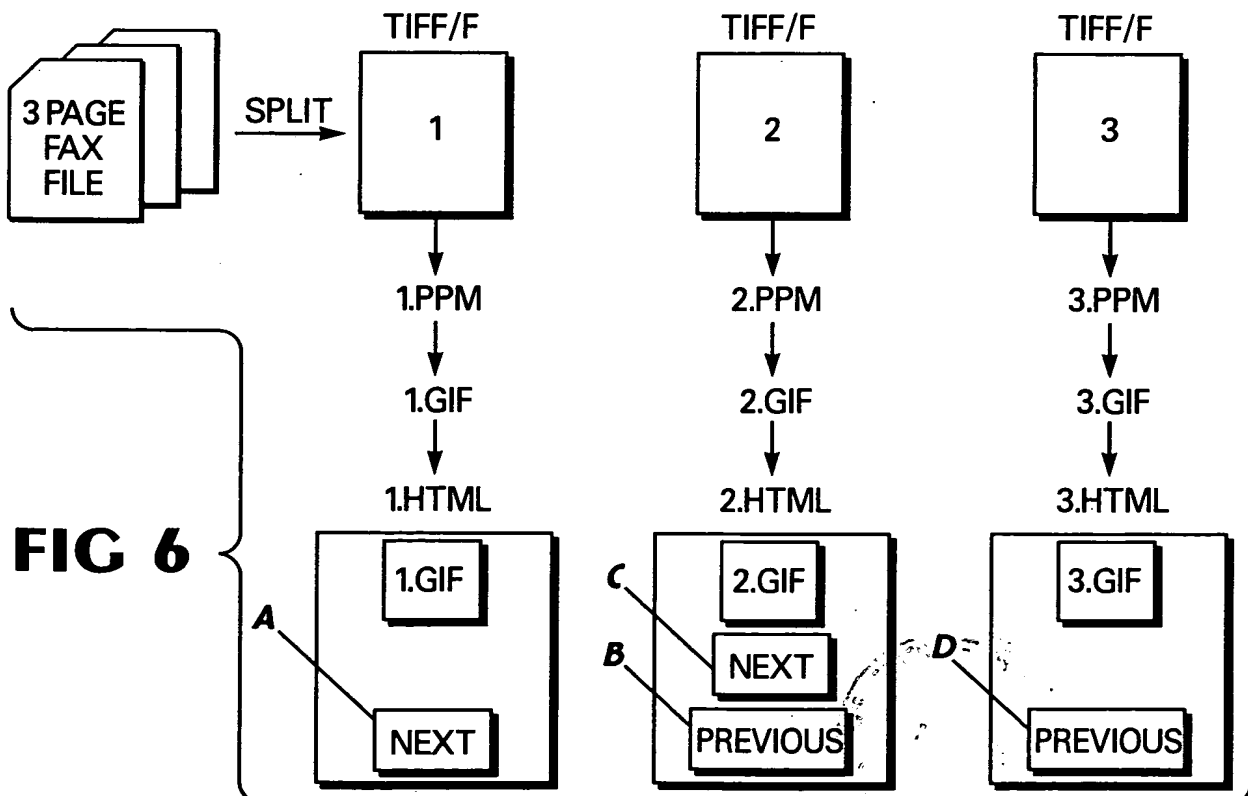 TIFF/F
TIFF/F
TIFF/F
3 PAGE
FAX
FILE
SPLIT
1
2
3
1.PPM
2.PPM
3.PPM
1.GIF
2.GIF
3.GIF
1.HTML
2.HTML
3.HTML
FIG 6
1.GIF
2.GIF
3.GIF
A
C
B
D
NEXT
NEXT
PREVIOUS
PREVIOUS